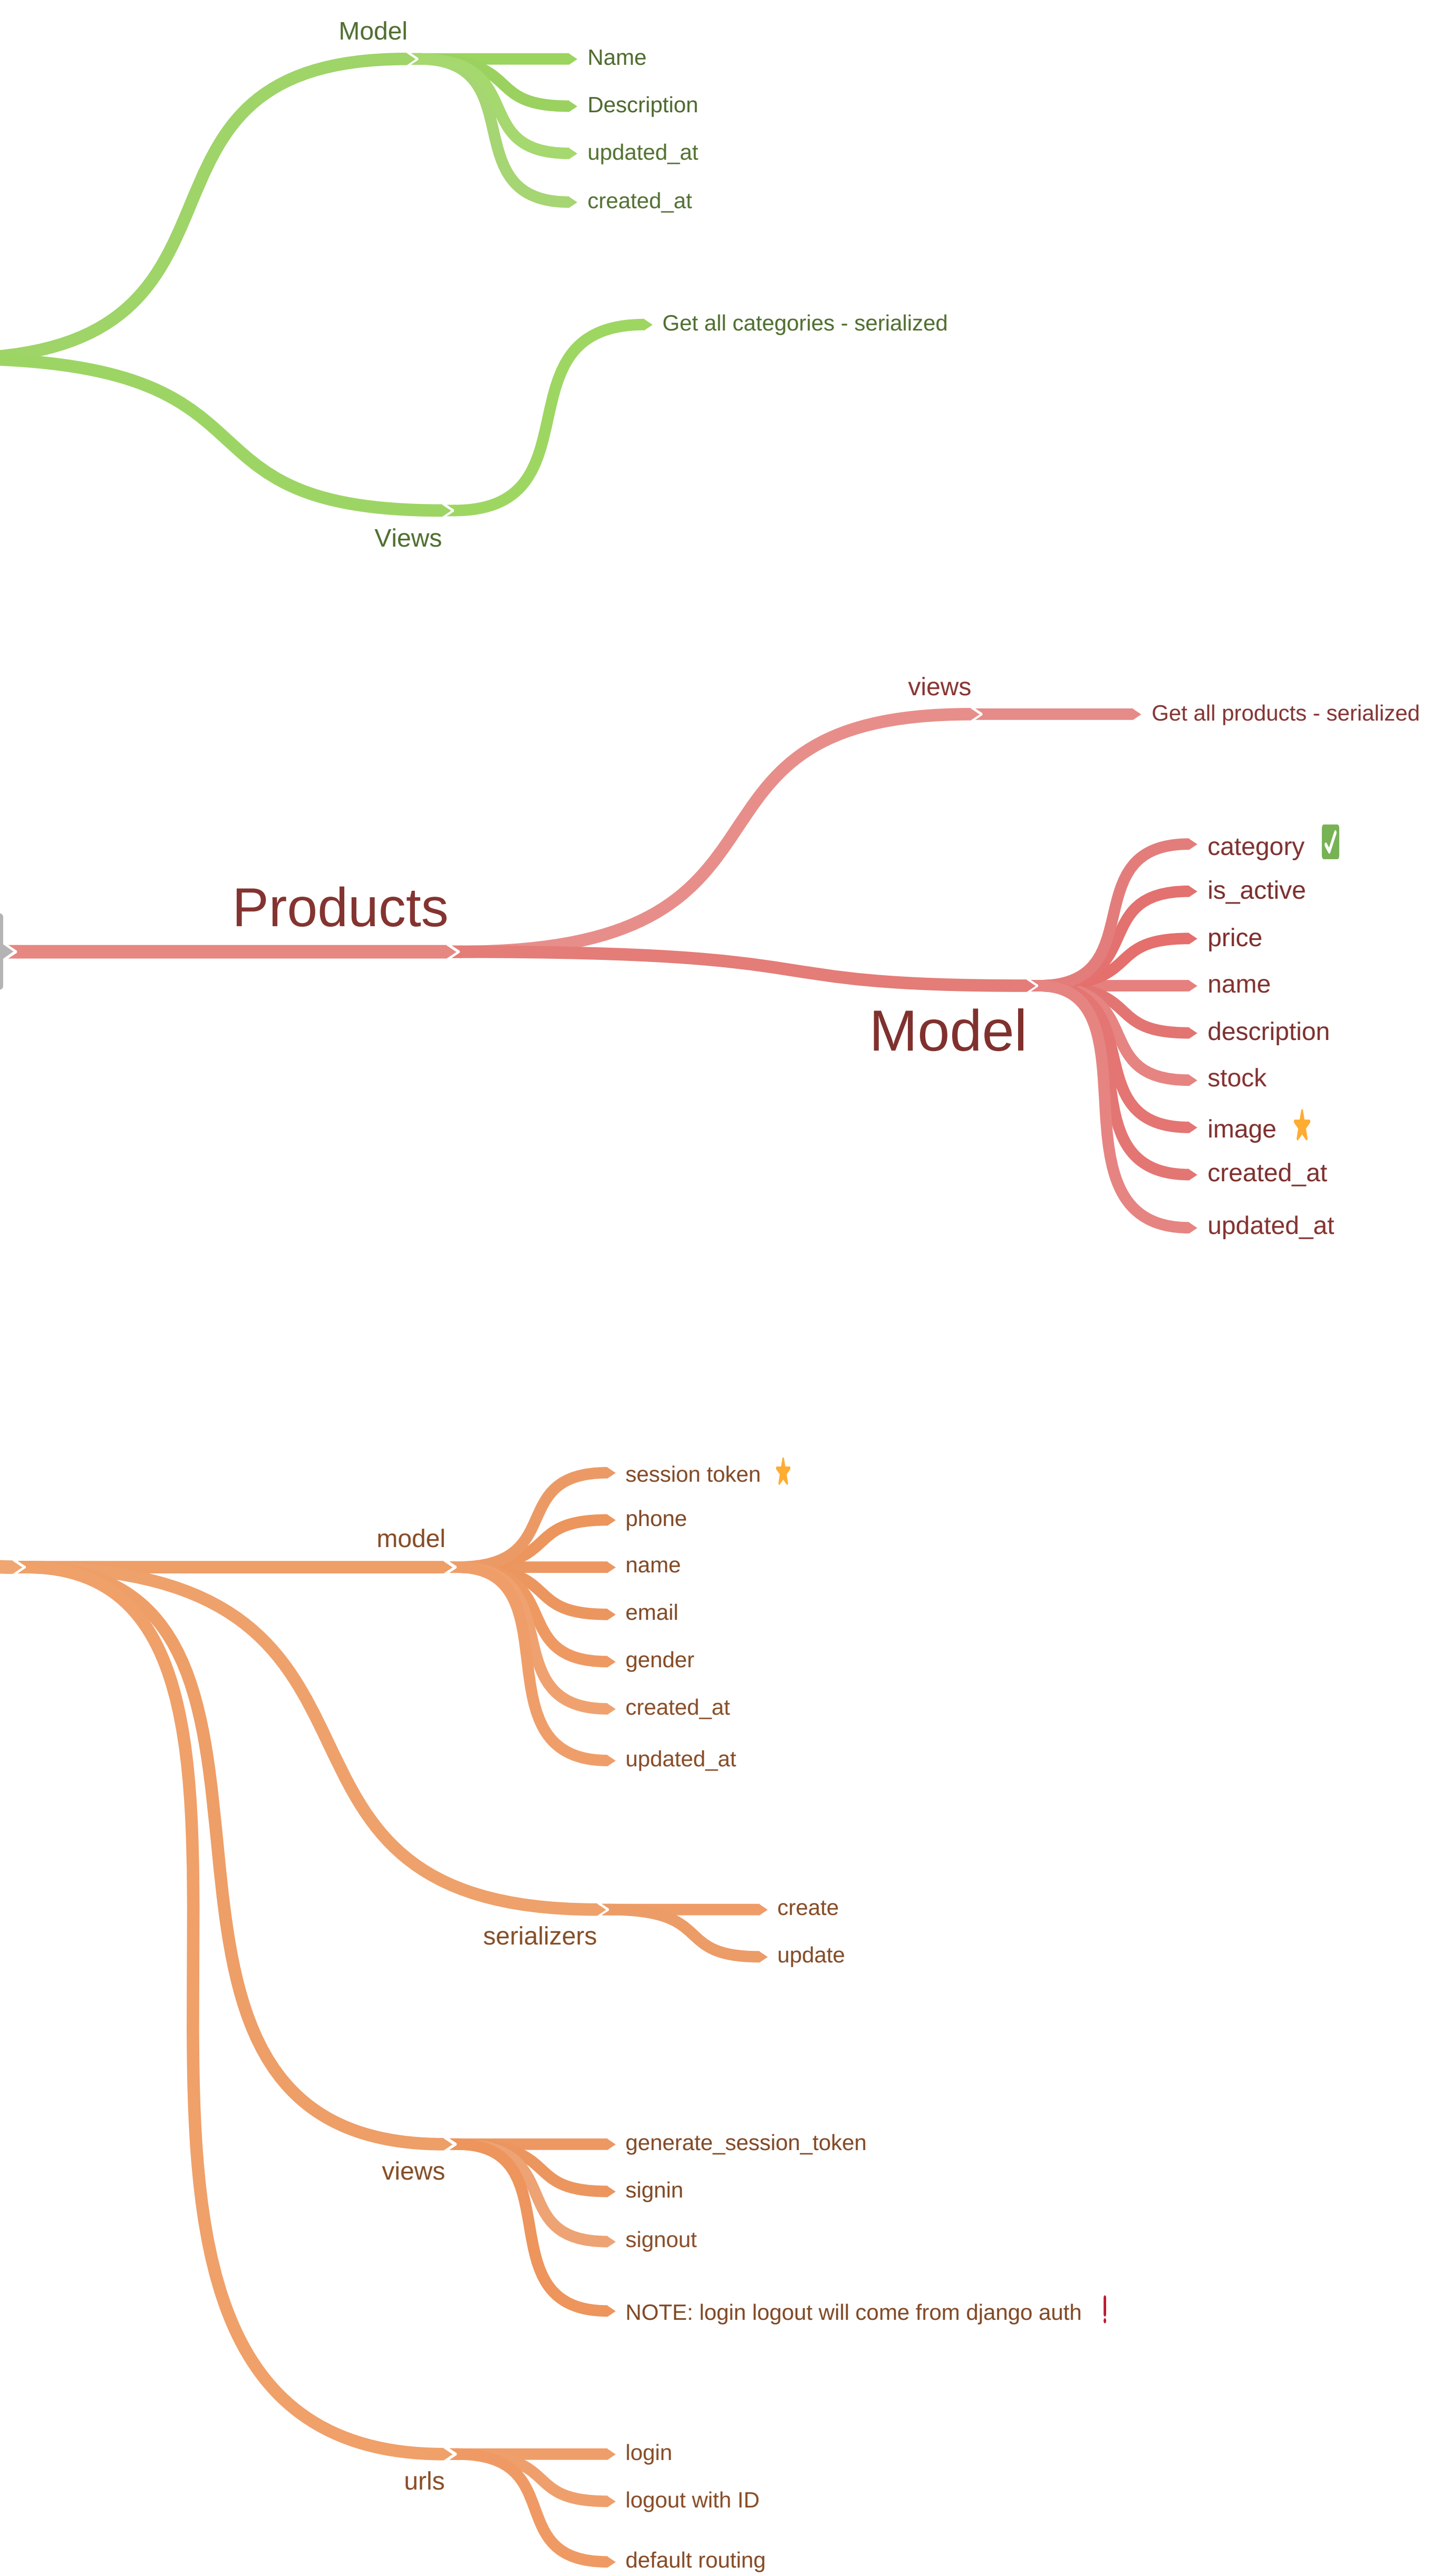 Model
Name
Description
updated_at
created_at
Get all categories - serialized
Views
views
Get all products - serialized
Products
category
is_active
price
name
Model
description
stock
image
created_at
updated_at
session token
phone
model
name
email
gender
created_at
updated_at
create
serializers
update
generate_session_token
views
signin
signout
NOTE: login logout will come from django auth
login
urls
logout with ID
default routing